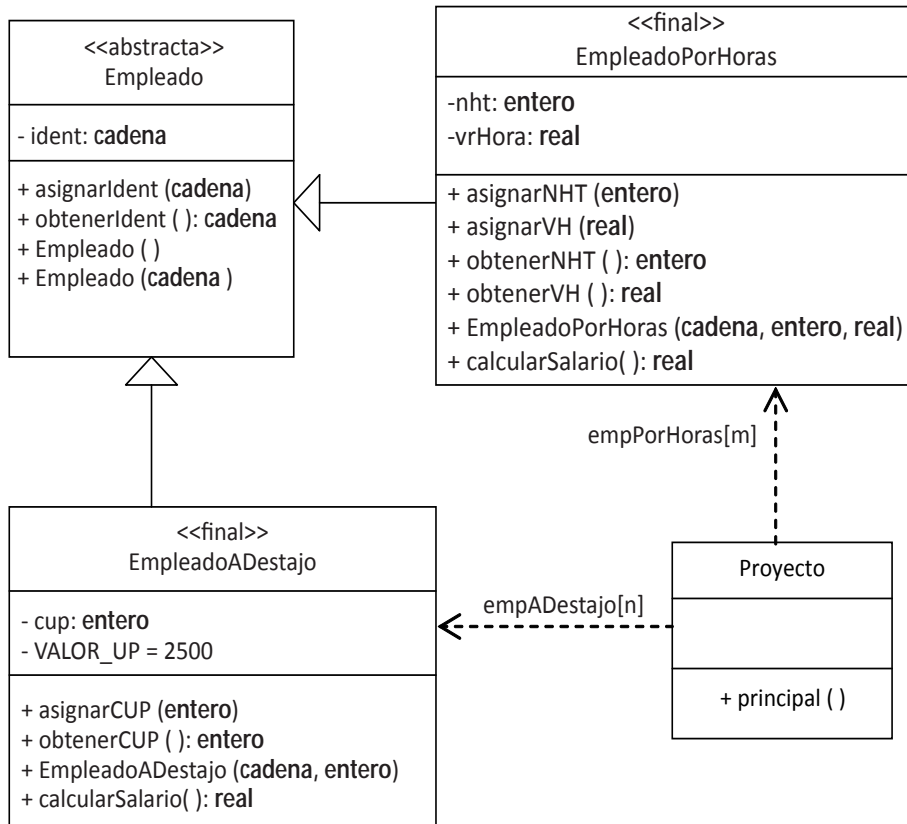 <<abstracta>>
Empleado
- ident: cadena
+ asignarIdent (cadena)
+ obtenerIdent ( ): cadena
+ Empleado ( )
+ Empleado (cadena )
<<final>>
EmpleadoPorHoras
-nht: entero
-vrHora: real
+ asignarNHT (entero)
+ asignarVH (real)
+ obtenerNHT ( ): entero
+ obtenerVH ( ): real
+ EmpleadoPorHoras (cadena, entero, real)
+ calcularSalario( ): real
empPorHoras[m]
<<final>>
EmpleadoADestajo
- cup: entero
- VALOR_UP = 2500
+ asignarCUP (entero)
+ obtenerCUP ( ): entero
+ EmpleadoADestajo (cadena, entero)
+ calcularSalario( ): real
empADestajo[n]
Proyecto
+ principal ( )